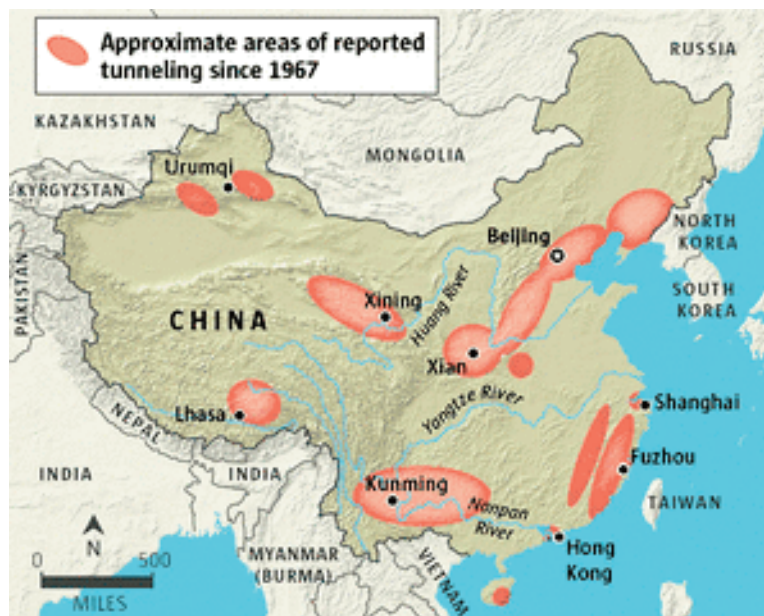 Approximate areas of reported
tunneling since 1967
RUSSIA
KAZAKHSTAN
MONGOLIA
Urumqi
KYRGYZSTAN
Beijing
NORTH
KOREA
SOUTH
KOREA
PAKISTAN
Xining
Huang River
CHINA
Xian
Yangtze River
Shanghai
Lhasa
NEPAL
Fuzhou
INDIA
INDIA
Kunming
Nanpan
River
TAIWAN
N
0
500
MILES
MYANMAR
(BURMA)
VIETNAM
Hong
Kong